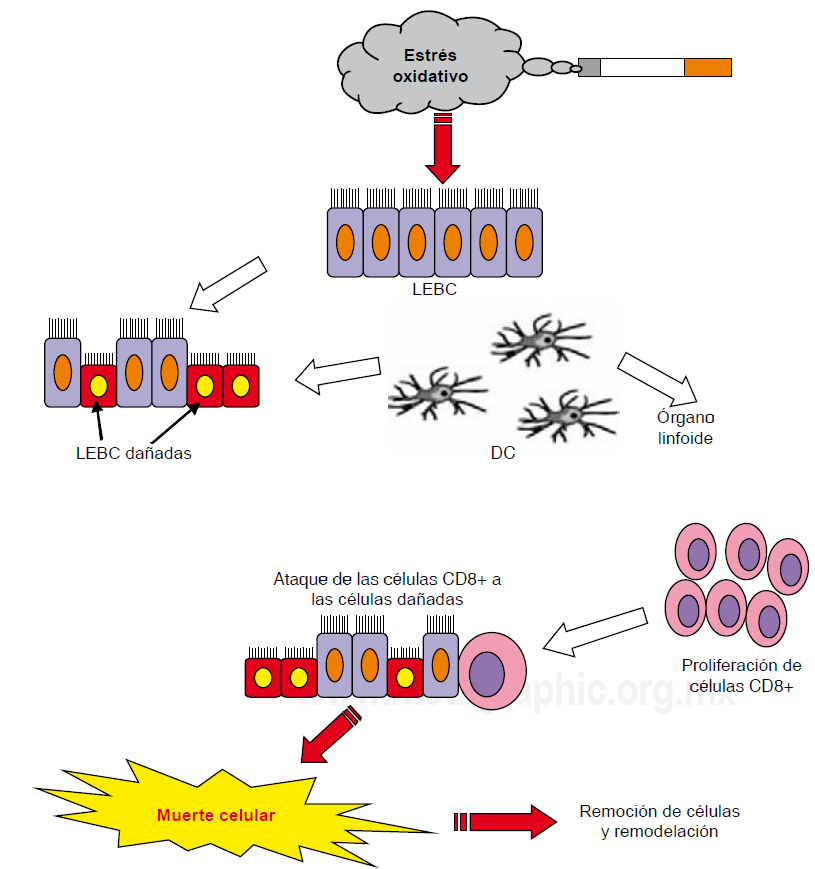 Estrés
oxidativo
LEBC
Órgano
linfoide
LEBC dañadas
DC
Ataque de las células CD8+ a
las células dañadas
Proliferación de
células CD8+
Muerte celular
Remoción de células
y remodelación